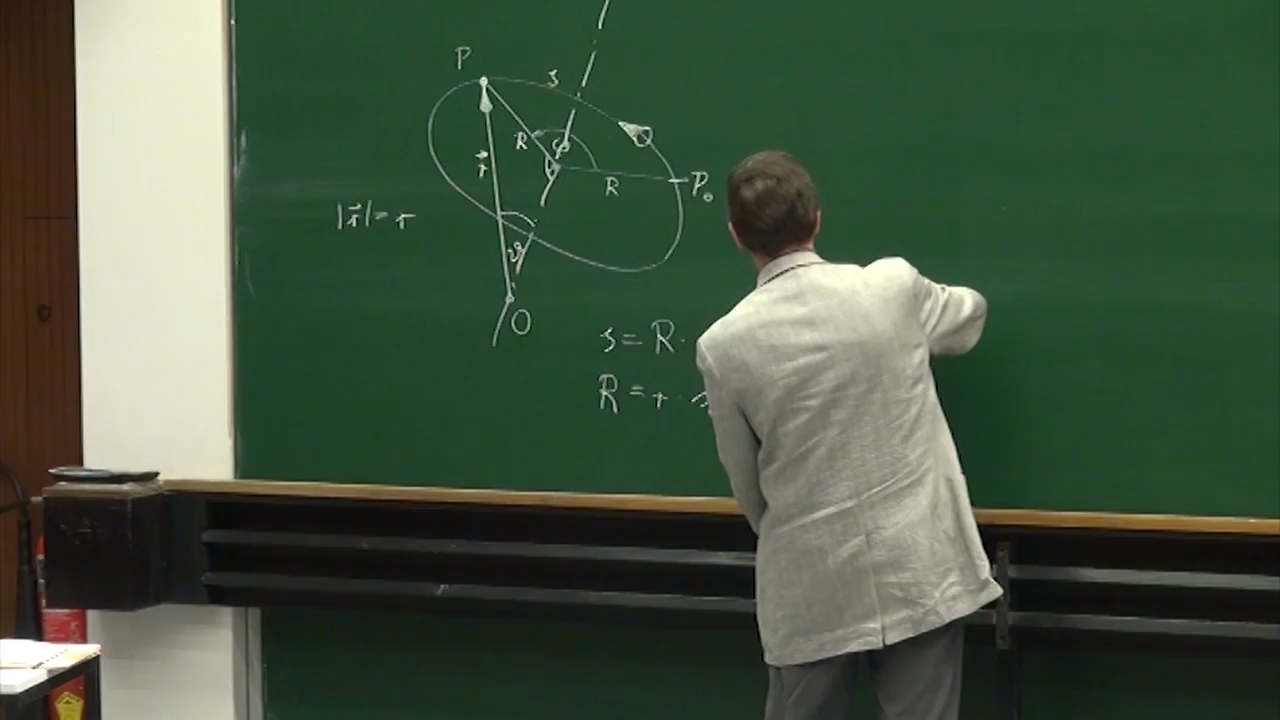 P
s
R
φ
r⃗
R
P₀
|r⃗| = r
ϑ
O
s = R ·
R = r ·